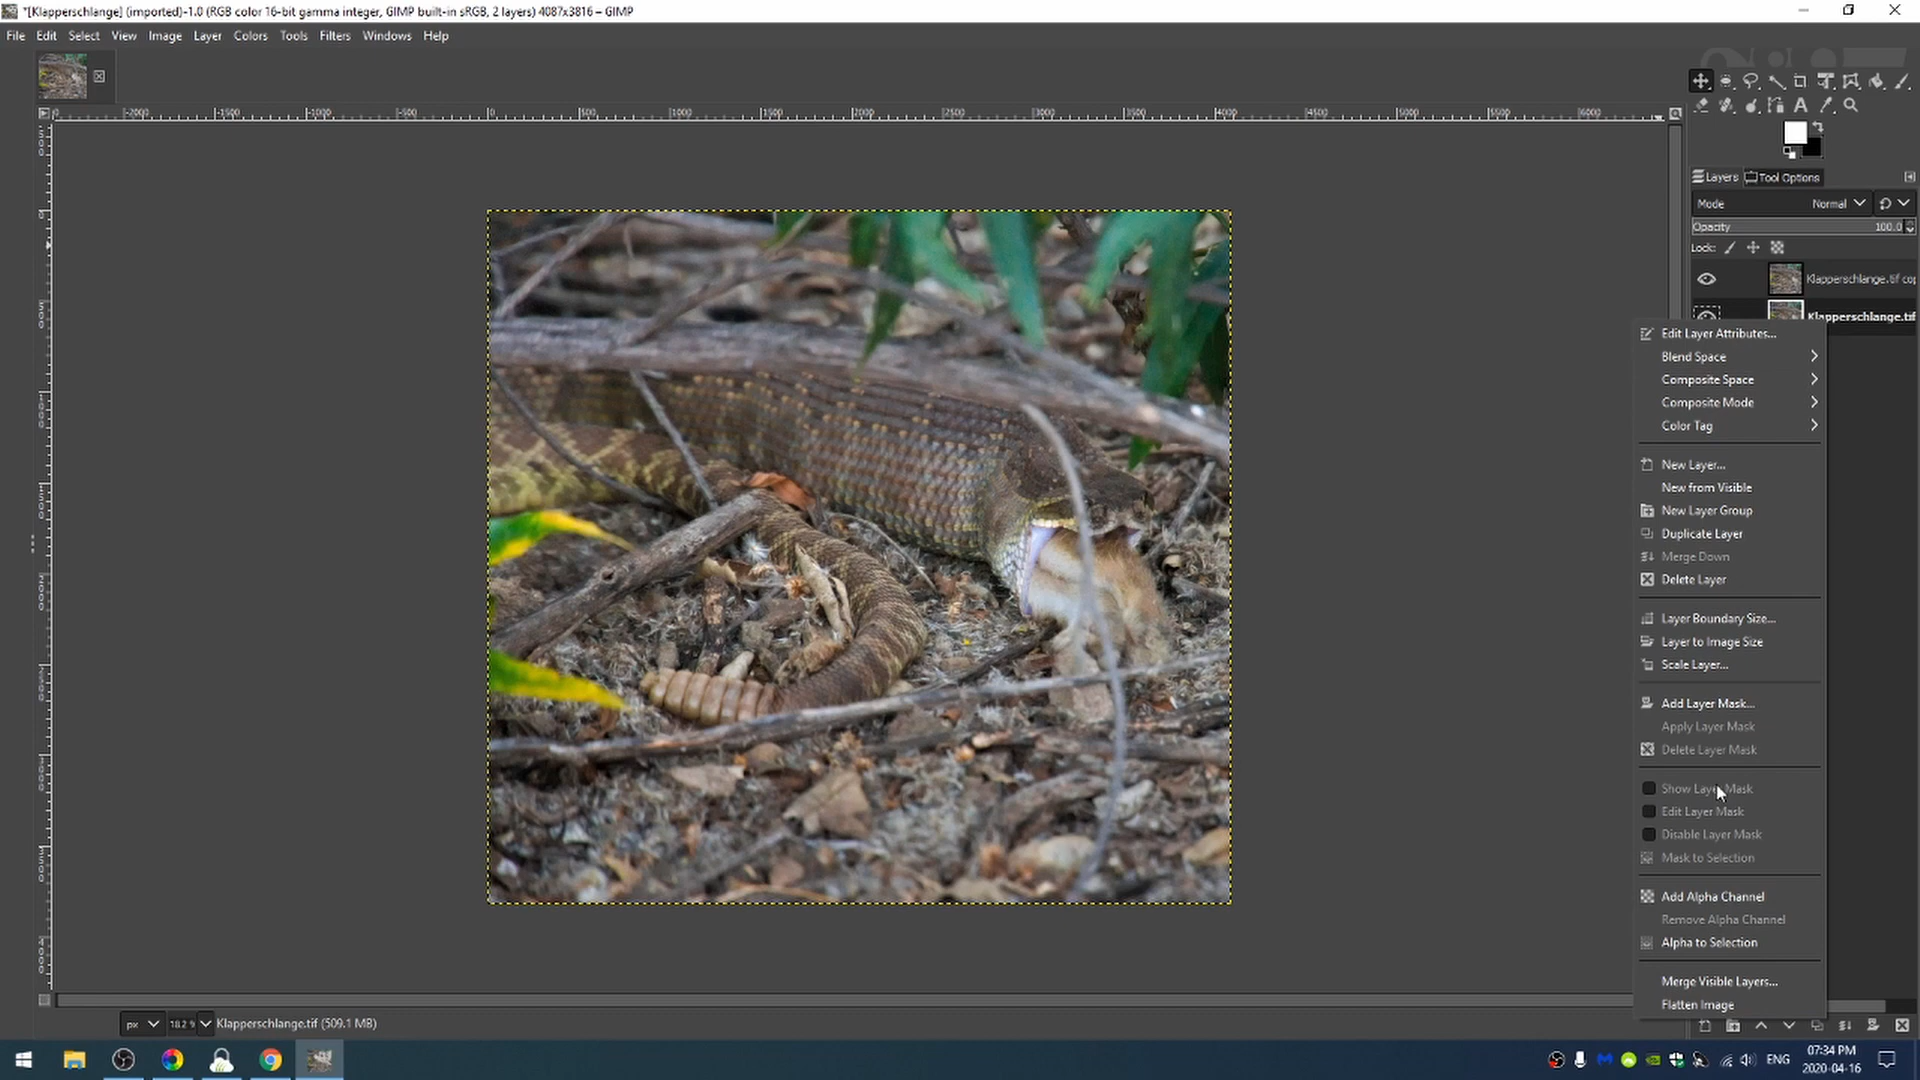 *[Klapperschlange] (imported)-1.0 (RGB color 16-bit gamma integer, GIMP built-in sRGB, 2 layers) 4087x3816 – GIMP
File Edit Select View Image Layer Colors Tools Filters Windows Help
Layers Tool Options
Mode Normal
Opacity 100.0
Lock:
Klapperschlange.tif cop
Klapperschlange.tif
Edit Layer Attributes...
Blend Space
Composite Space
Composite Mode
Color Tag
New Layer...
New from Visible
New Layer Group
Duplicate Layer
Merge Down
Delete Layer
Layer Boundary Size...
Layer to Image Size
Scale Layer...
Add Layer Mask...
Apply Layer Mask
Delete Layer Mask
Show Layer Mask
Edit Layer Mask
Disable Layer Mask
Mask to Selection
Add Alpha Channel
Remove Alpha Channel
Alpha to Selection
Merge Visible Layers...
Flatten Image
px 18.2 % Klapperschlange.tif (509.1 MB)
ENG
07:34 PM
2020-04-16